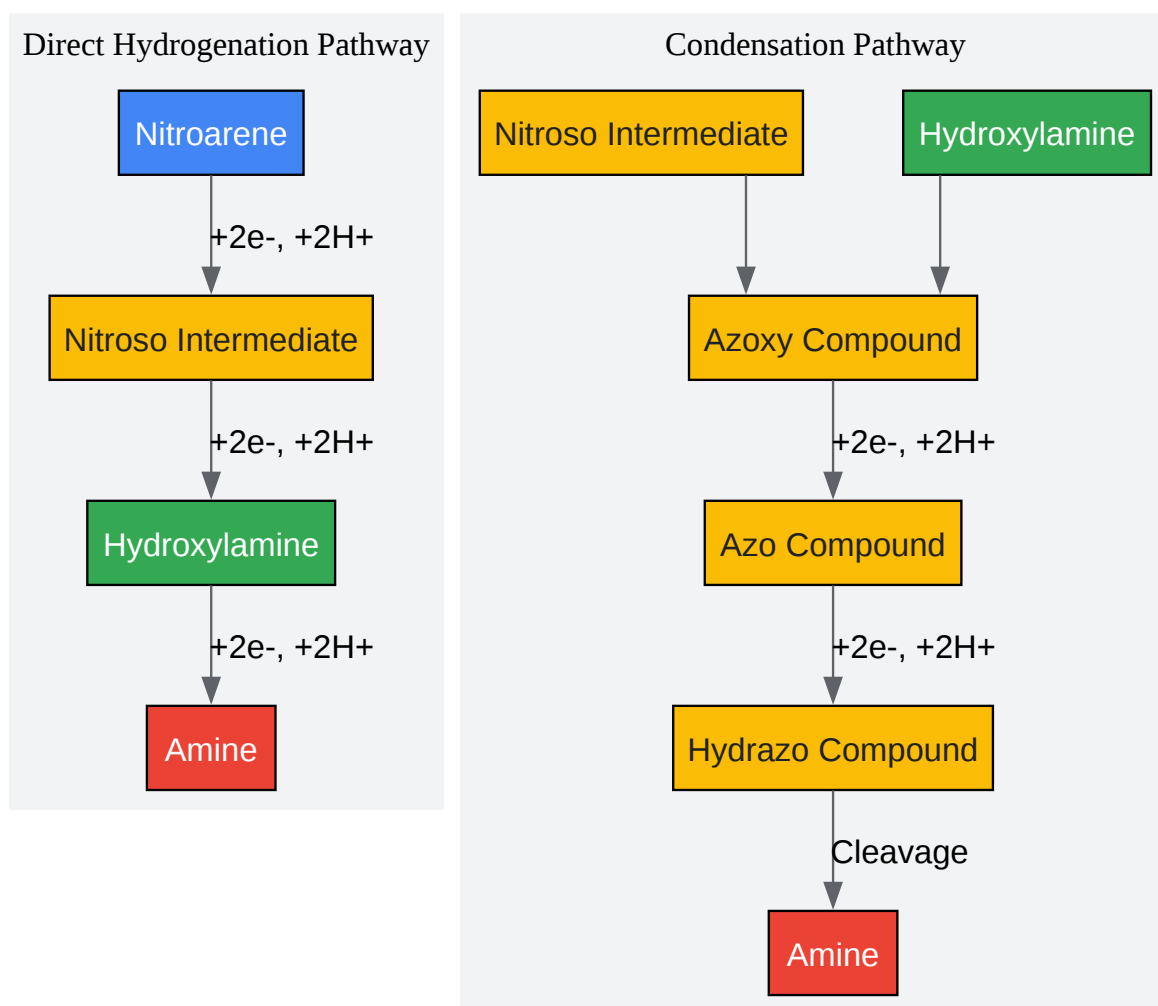 Direct Hydrogenation Pathway
Nitroarene
+2e-, +2H+
Nitroso Intermediate
+2e-, +2H+
Hydroxylamine
+2e-, +2H+
Amine
Condensation Pathway
Nitroso Intermediate
Hydroxylamine
Azoxy Compound
+2e-, +2H+
Azo Compound
+2e-, +2H+
Hydrazo Compound
Cleavage
Amine